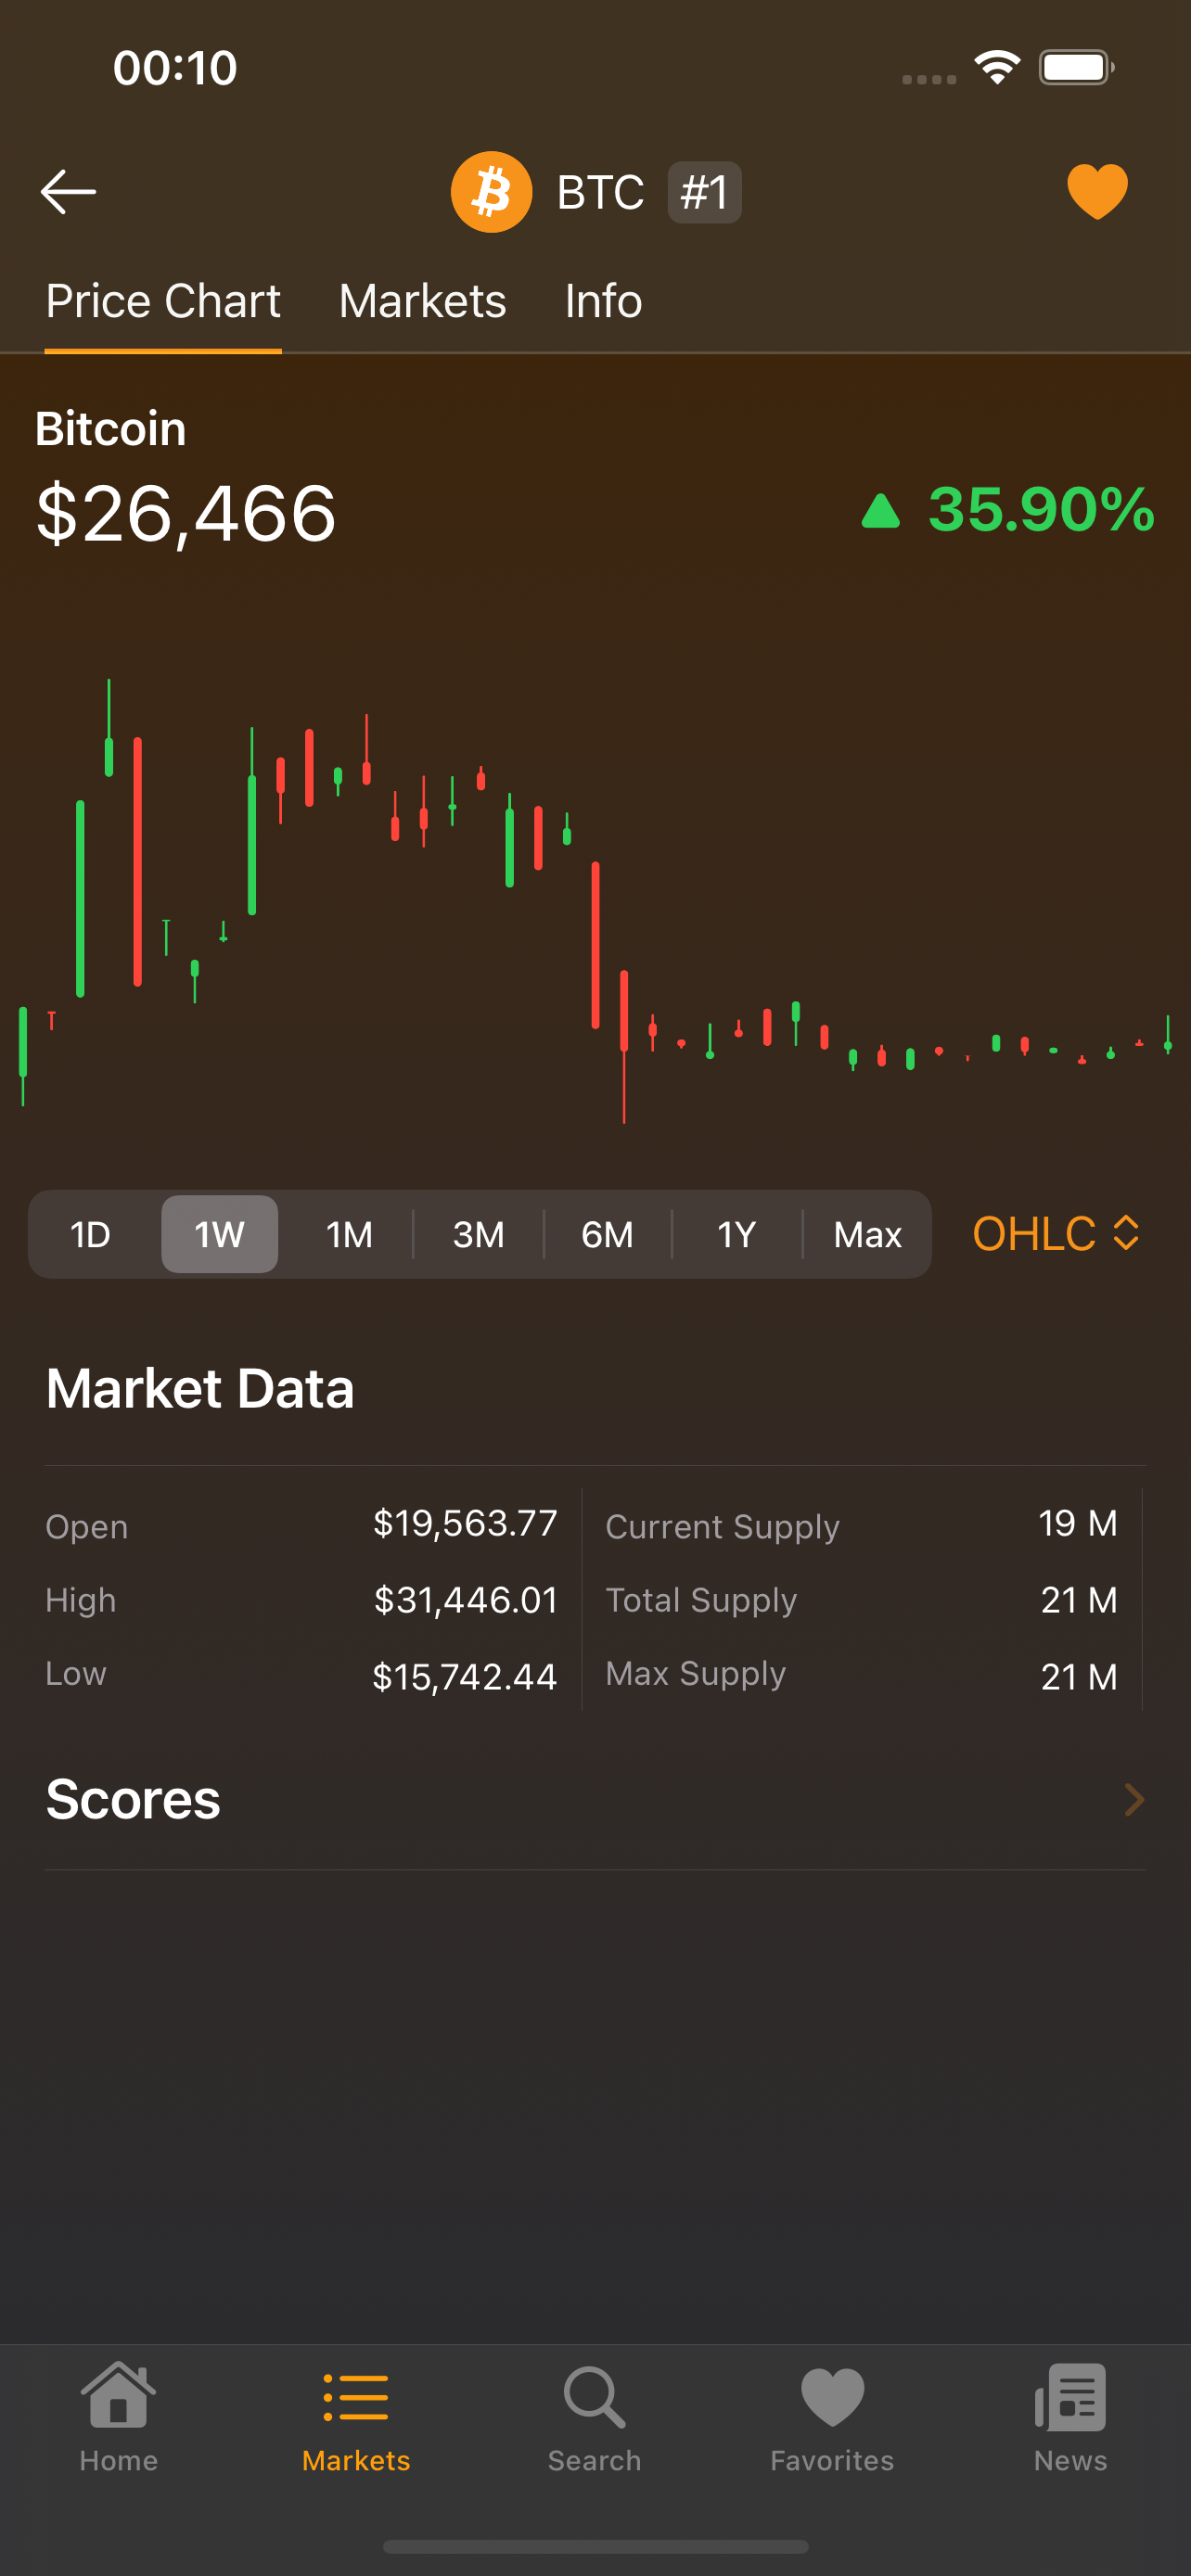 00:10
BTC #1
Price Chart Markets Info
Bitcoin
$26,466 35.90%
1D 1W 1M 3M 6M 1Y Max OHLC
Market Data
Open $19,563.77 Current Supply 19 M
High $31,446.01 Total Supply 21 M
Low $15,742.44 Max Supply 21 M
Scores
Home Markets Search Favorites News